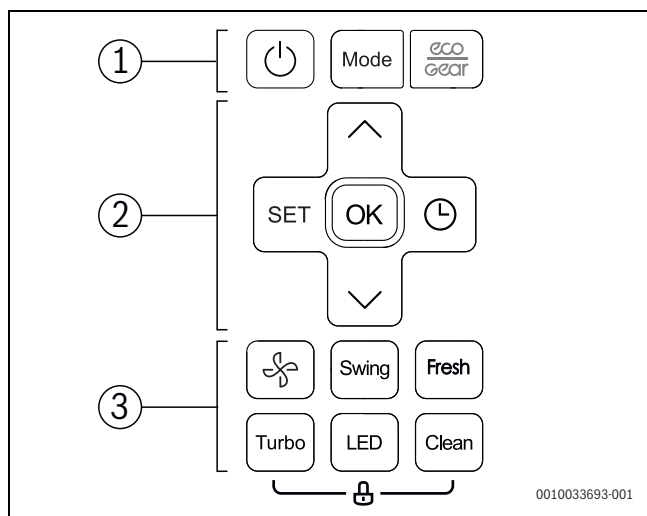 1
Mode
eco
Gear
2
SET
OK
3
Swing
Fresh
Turbo
LED
Clean
0010033693-001